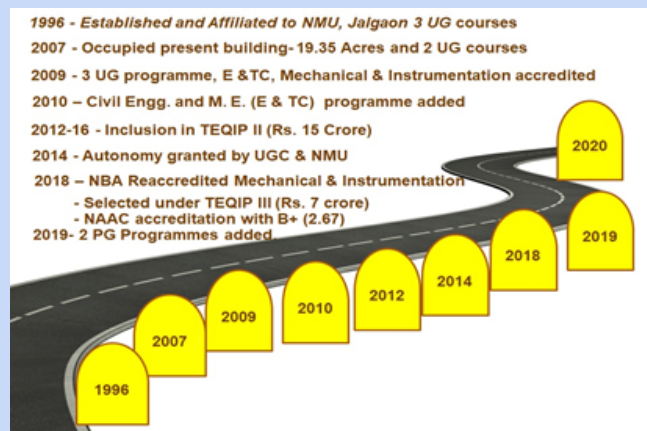 1996 - Established and Affiliated to NMU, Jalgaon 3 UG courses
2007 - Occupied present building- 19.35 Acres and 2 UG courses
2009 - 3 UG programme, E &TC, Mechanical & Instrumentation accredited
2010 – Civil Engg. and M. E. (E & TC) programme added
2012-16 - Inclusion in TEQIP II (Rs. 15 Crore)
2014 - Autonomy granted by UGC & NMU
2018 – NBA Reaccredited Mechanical & Instrumentation
- Selected under TEQIP III (Rs. 7 crore)
- NAAC accreditation with B+ (2.67)
2019- 2 PG Programmes added.
1996
2007
2009
2010
2012
2014
2018
2019
2020